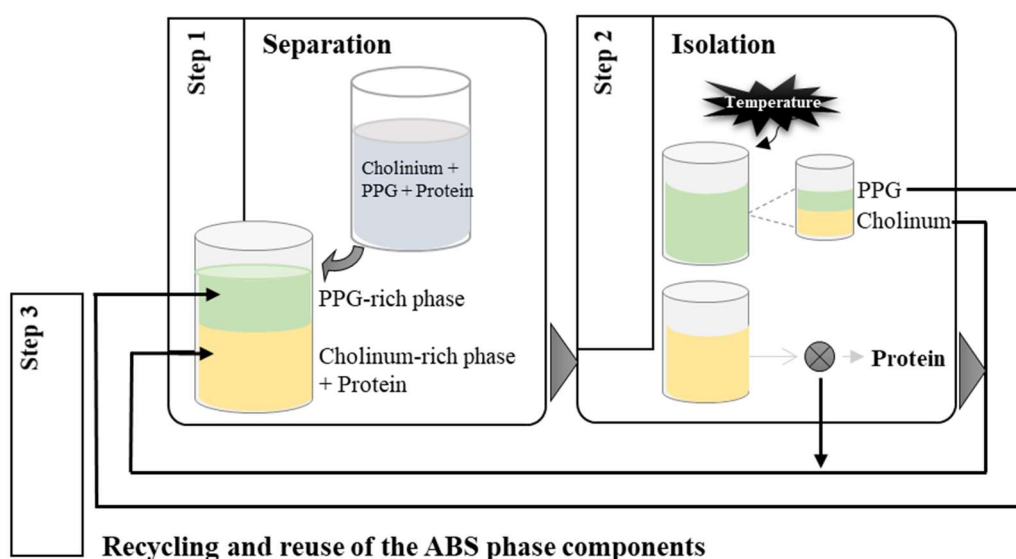 Step 1
Separation
Cholinium +
PPG + Protein
PPG-rich phase
Cholinum-rich phase
+ Protein
Step 2
Isolation
Temperature
PPG
Cholinum
Protein
Step 3
Recycling and reuse of the ABS phase components